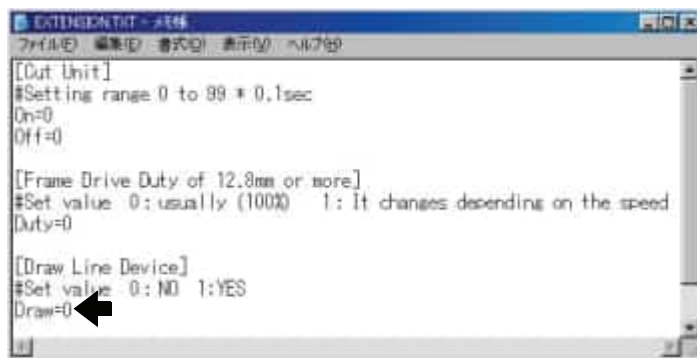 EXTENSION.TXT - メモ帳
ファイル(F) 編集(E) 書式(O) 表示(V) ヘルプ(H)
[Cut Unit]
#Setting range 0 to 99 * 0.1sec
On=0
Off=0
[Frame Drive Duty of 12.8mm or more]
#Set value 0: usually (100%) 1: It changes depending on the speed
Duty=0
[Draw Line Device]
#Set value 0: NO 1:YES
Draw=0